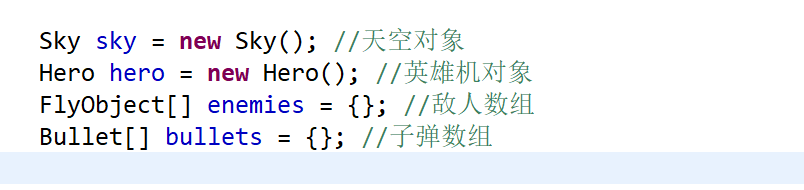 Sky sky = new Sky(); //天空对象
Hero hero = new Hero(); //英雄机对象
FlyObject[] enemies = {}; //敌人数组
Bullet[] bullets = {}; //子弹数组